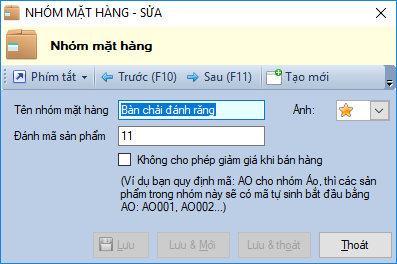 NHÓM MẶT HÀNG - SỬA
Nhóm mặt hàng
Phím tắt Trước (F10) Sau (F11) Tạo mới
Tên nhóm mặt hàng Bàn chải đánh răng Ảnh:
Đánh mã sản phẩm 11
Không cho phép giảm giá khi bán hàng
(Ví dụ bạn quy định mã: AO cho nhóm Áo, thì các sản
phẩm trong nhóm này sẽ có mã tự sinh bắt đầu bằng
AO: AO001, AO002...)
Lưu Lưu & Mới Lưu & thoát Thoát